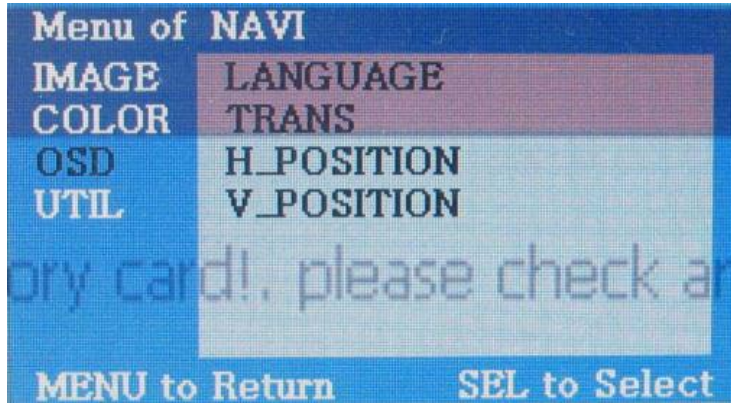 Menu of NAVI
IMAGE LANGUAGE
COLOR TRANS
OSD H_POSITION
UTIL V_POSITION
ory card!. please check ar
MENU to Return SEL to Select